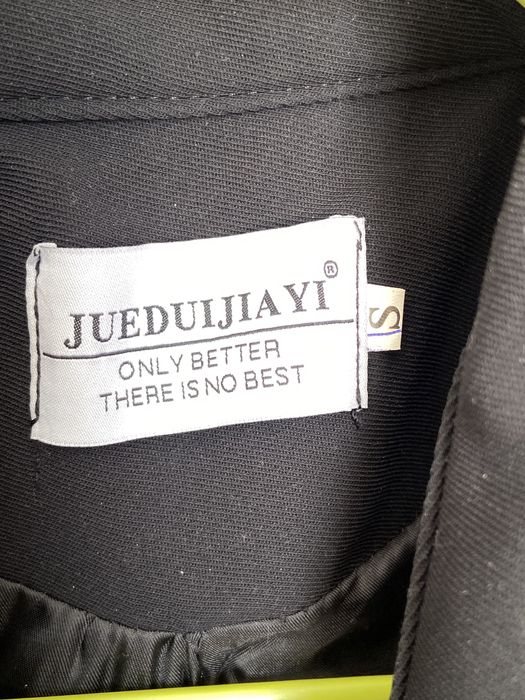 JUEDUIJIAYI®
ONLY BETTER
THERE IS NO BEST
S